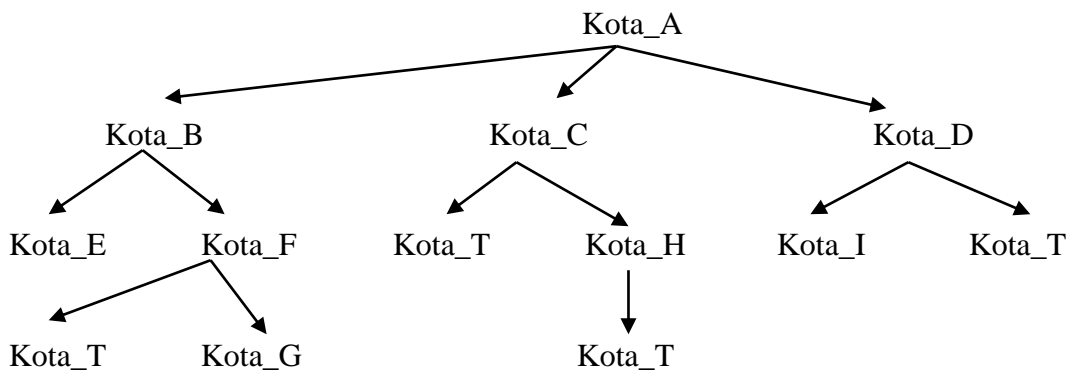 Kota_A
Kota_B Kota_C Kota_D
Kota_E Kota_F Kota_T Kota_H Kota_I Kota_T
Kota_T Kota_G Kota_T